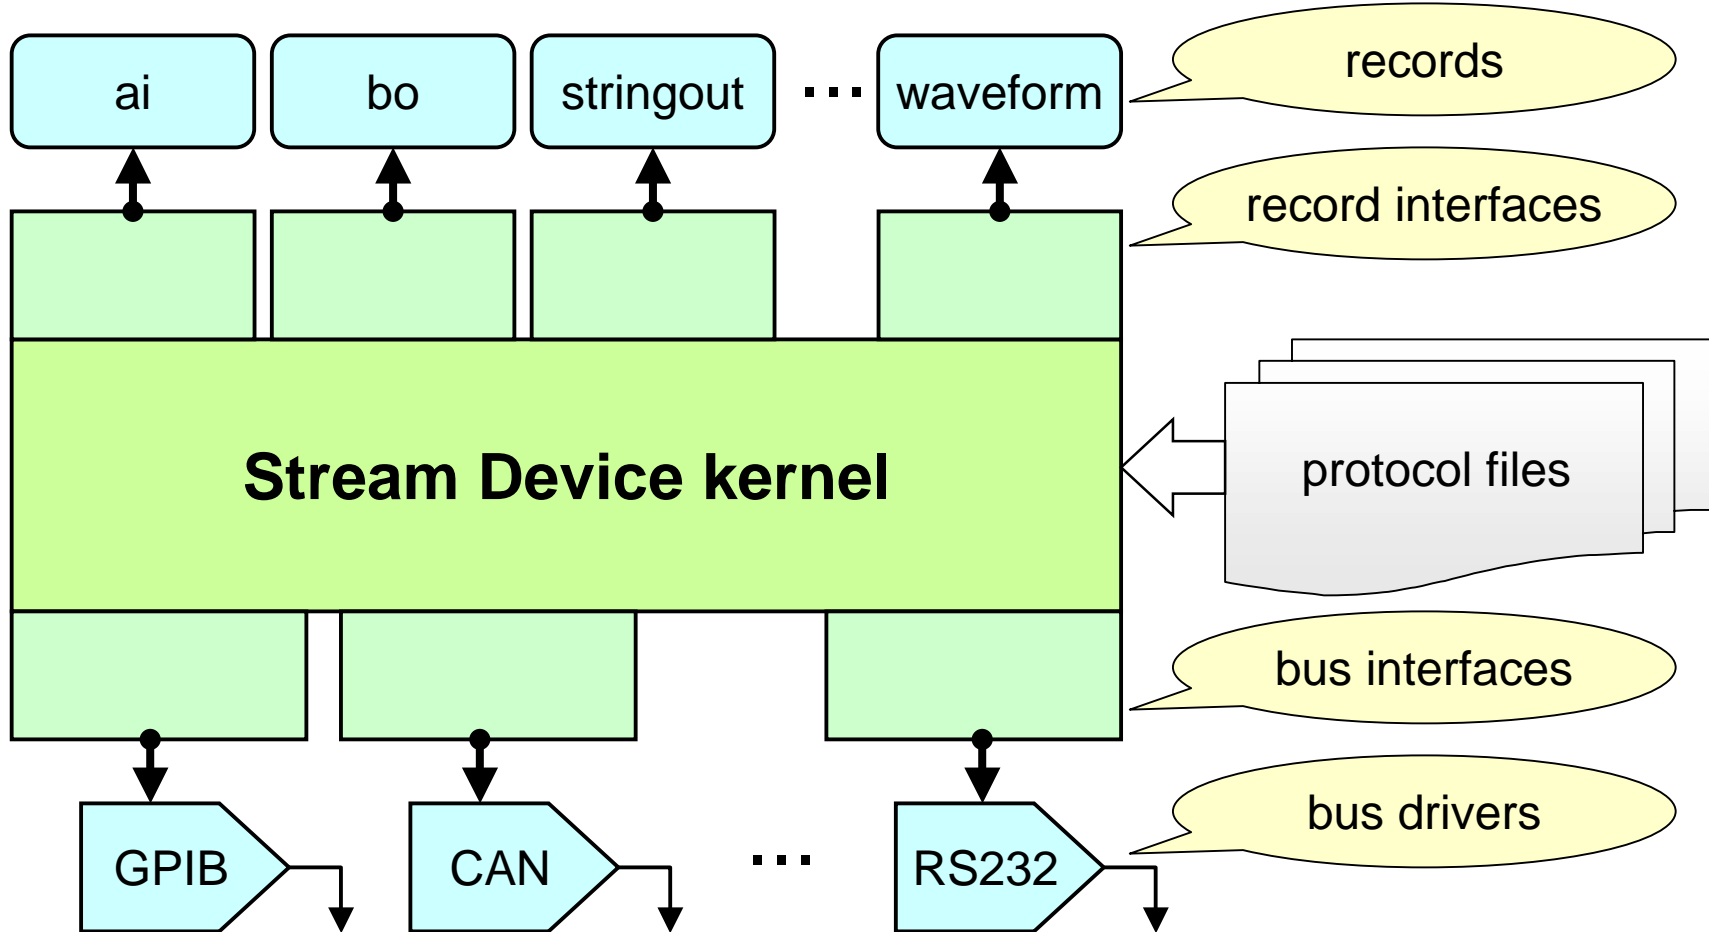 ai
bo
stringout
...
waveform
records
record interfaces
Stream Device kernel
protocol files
bus interfaces
bus drivers
GPIB
CAN
...
RS232